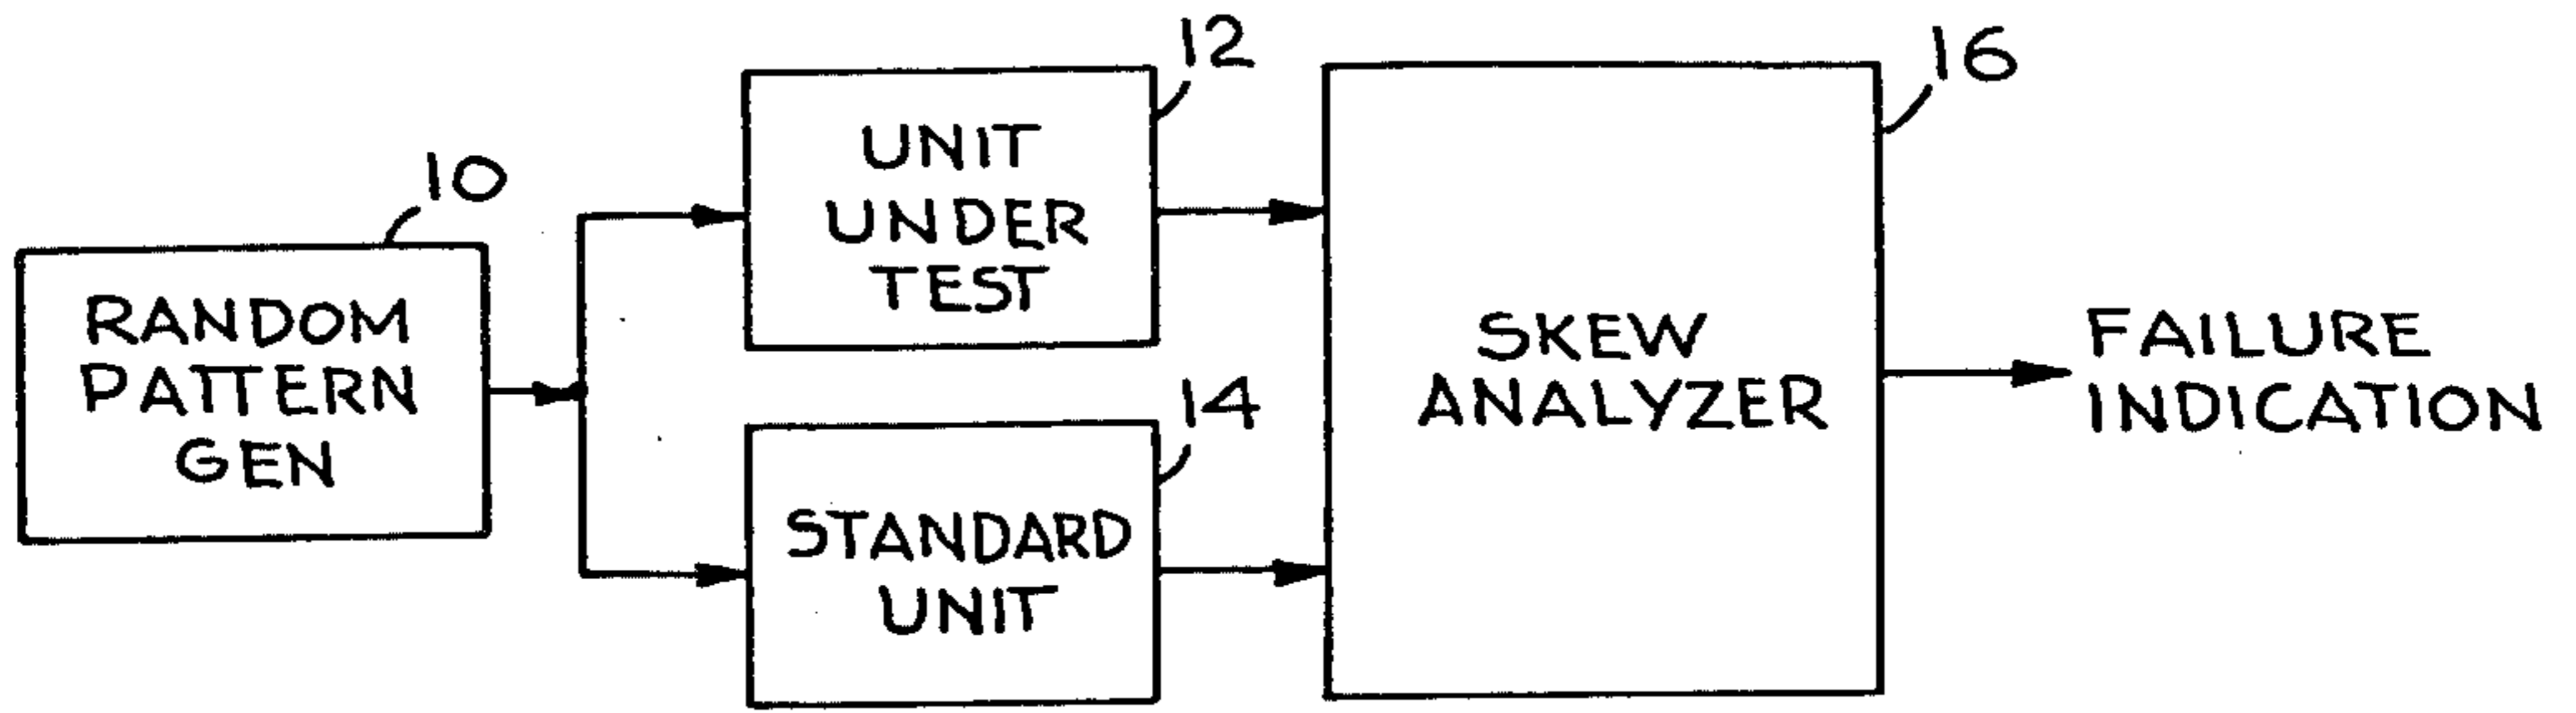 10
RANDOM
PATTERN
GEN
12
UNIT
UNDER
TEST
14
STANDARD
UNIT
16
SKEW
ANALYZER
FAILURE
INDICATION